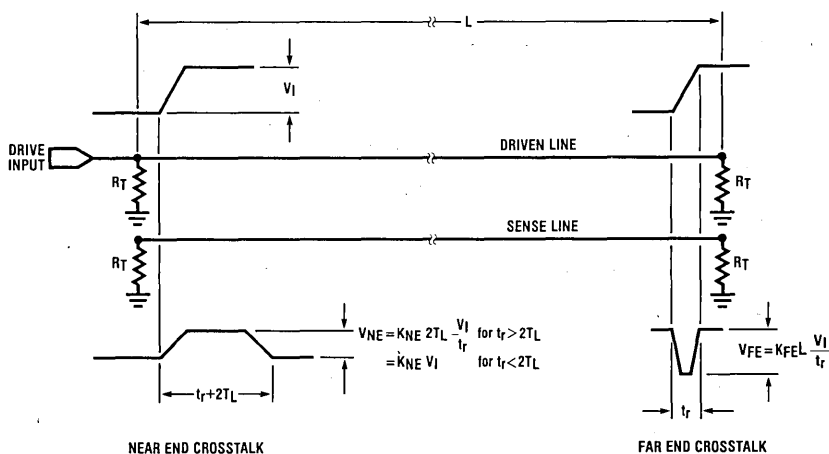 L
VI
DRIVE
INPUT
DRIVEN LINE
RT
RT
SENSE LINE
RT
RT
VNE = KNE 2TL VI/tr for tr > 2TL
= KNE VI for tr < 2TL
VFE = KFE L VI/tr
tr + 2TL
tr
NEAR END CROSSTALK
FAR END CROSSTALK